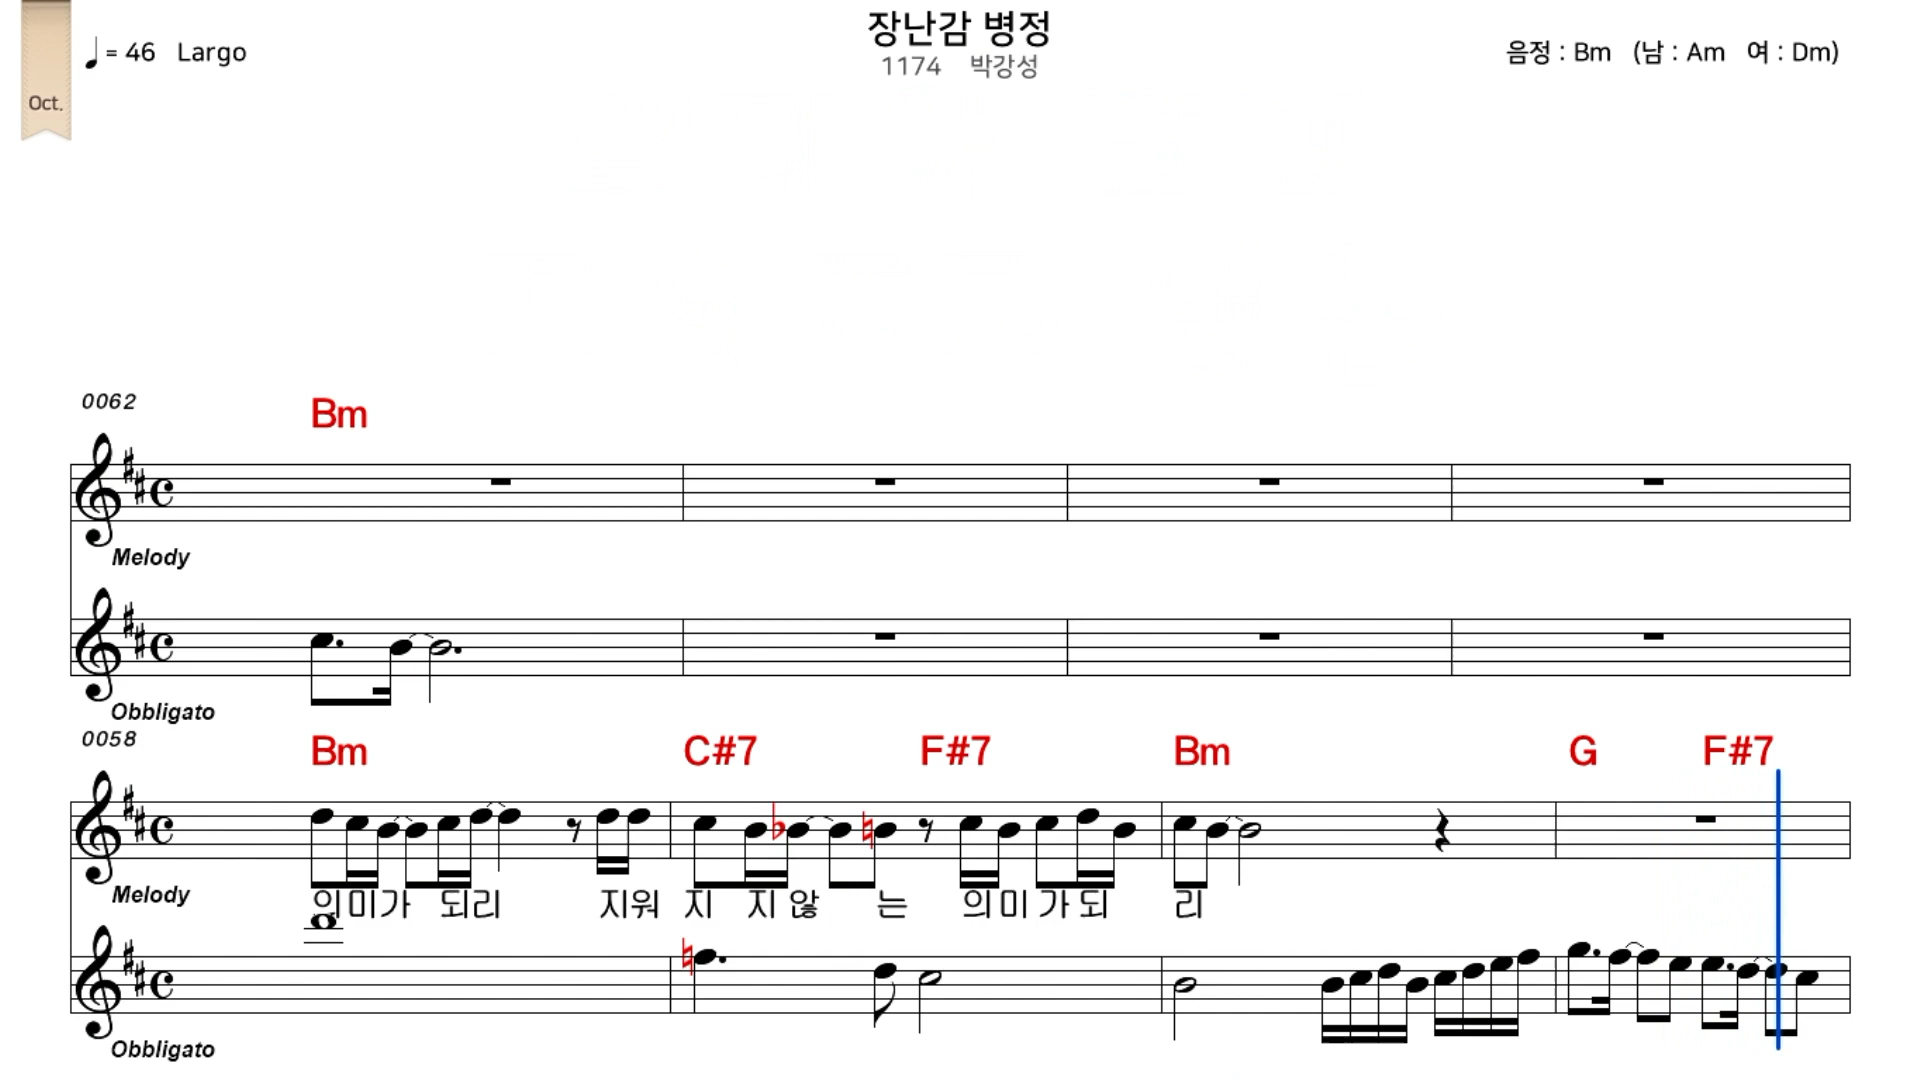 장난감 병정
= 46 Largo
1174 박강성
음정 : Bm (남 : Am 여 : Dm)
Oct.
0062
Bm
Melody
Obbligato
0058
Bm C#7 F#7 Bm G F#7
Melody
의미가 되리 지워 지 지않 는 의미가되 리
Obbligato